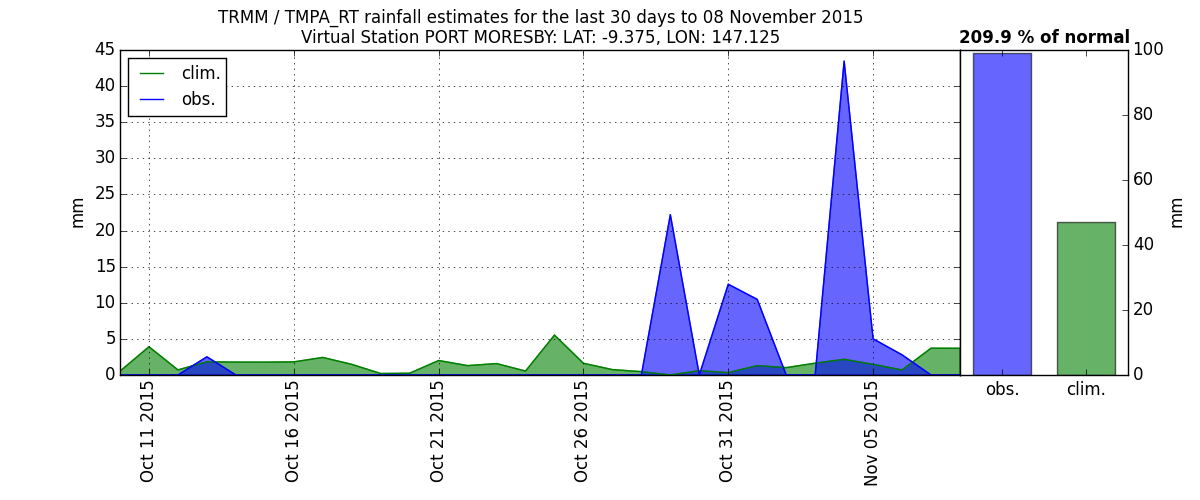 TRMM / TMPA_RT rainfall estimates for the last 30 days to 08 November 2015
Virtual Station PORT MORESBY: LAT: -9.375, LON: 147.125
209.9 % of normal
clim.
obs.
mm
45
40
35
30
25
20
15
10
5
0
Oct 11 2015
Oct 16 2015
Oct 21 2015
Oct 26 2015
Oct 31 2015
Nov 05 2015
obs.
clim.
100
80
60
40
20
0
mm